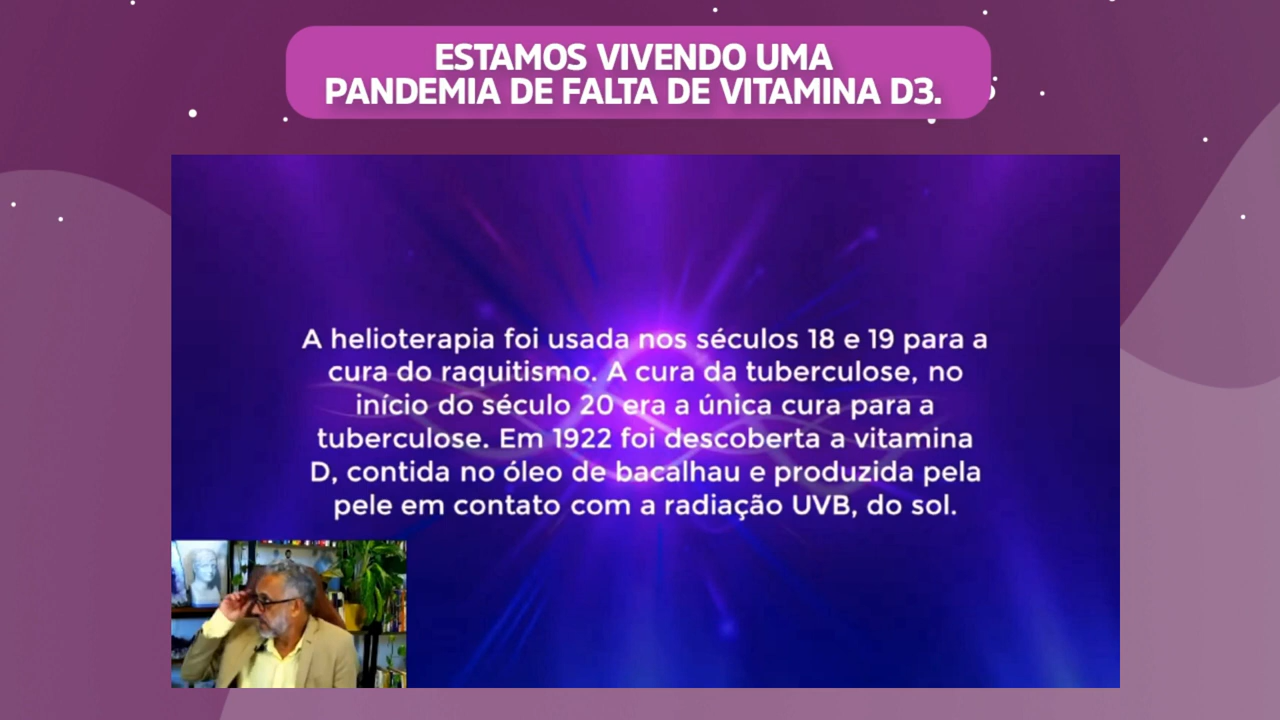 ESTAMOS VIVENDO UMA
PANDEMIA DE FALTA DE VITAMINA D3.
A helioterapia foi usada nos séculos 18 e 19 para a
cura do raquitismo. A cura da tuberculose, no
início do século 20 era a única cura para a
tuberculose. Em 1922 foi descoberta a vitamina
D, contida no óleo de bacalhau e produzida pela
pele em contato com a radiação UVB, do sol.